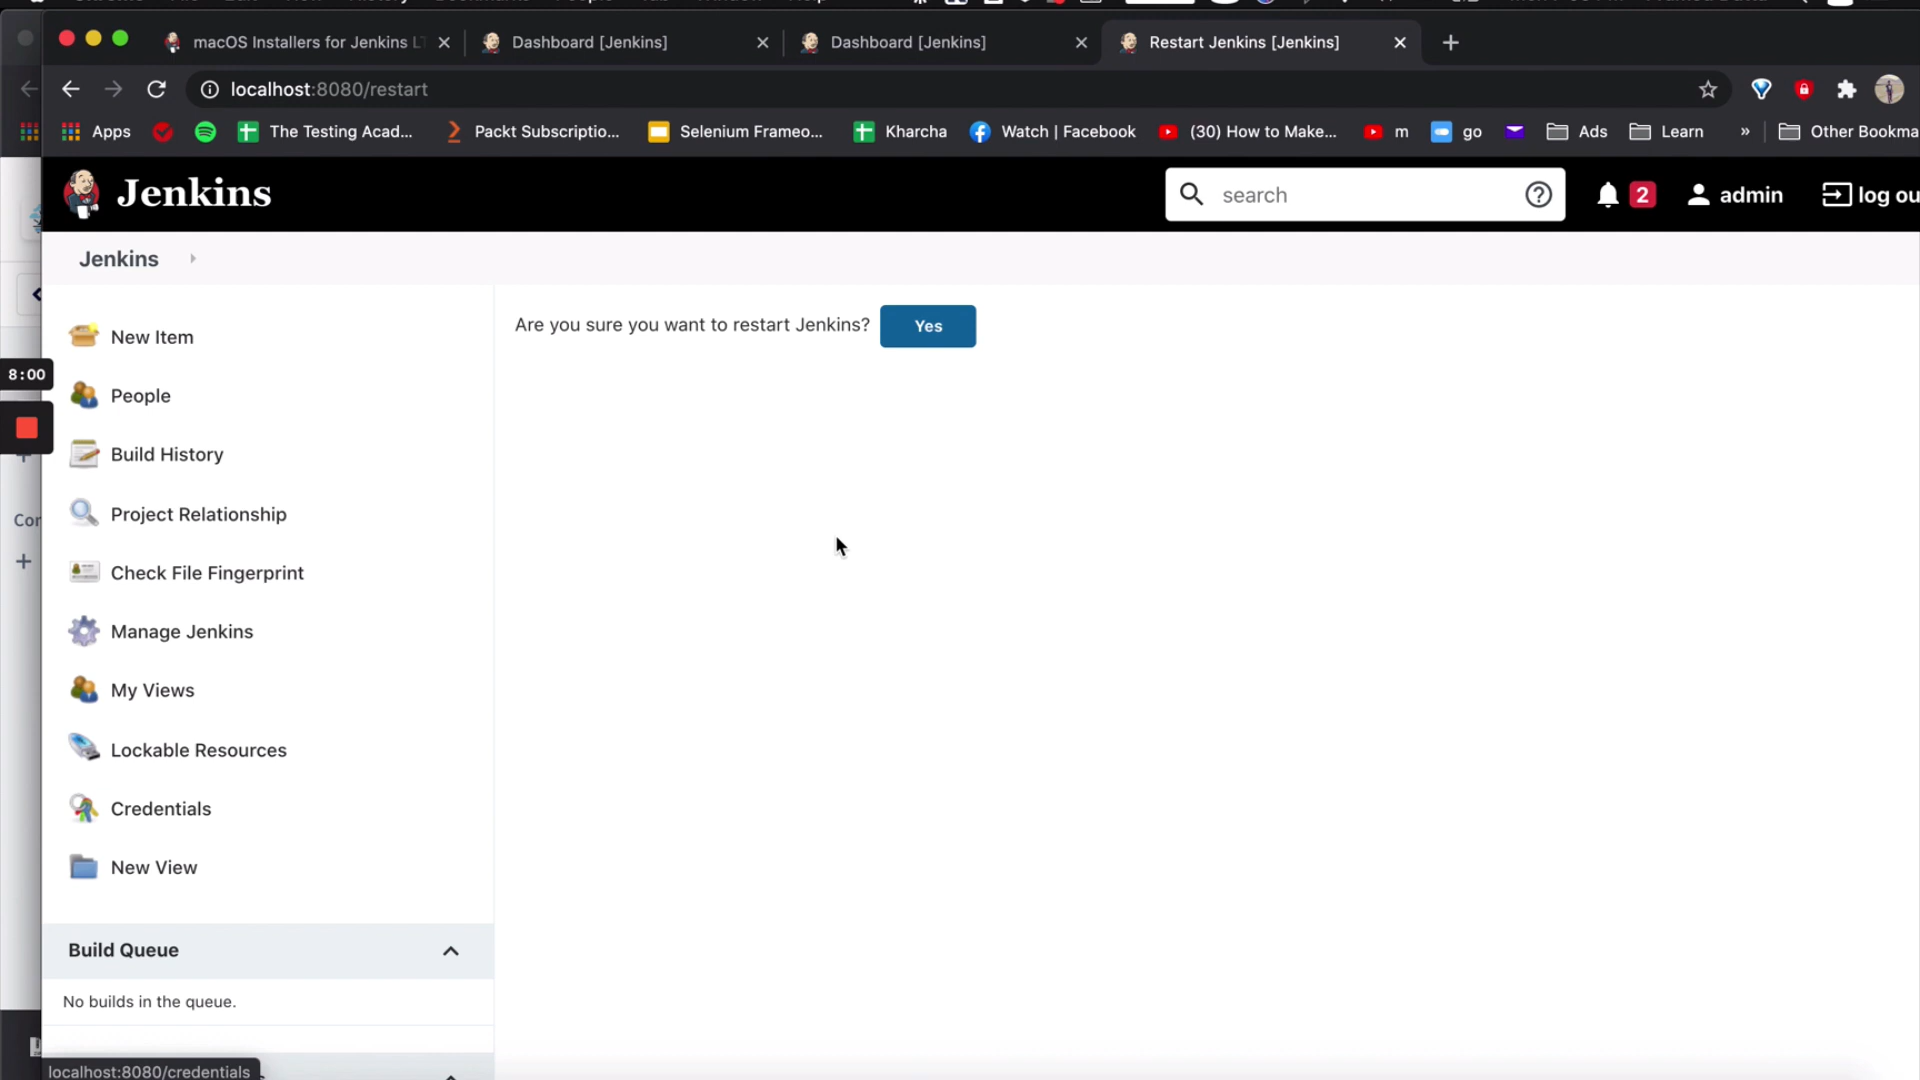 macOS Installers for Jenkins LT
Dashboard [Jenkins]
Dashboard [Jenkins]
Restart Jenkins [Jenkins]
localhost:8080/restart
Apps
The Testing Acad...
Packt Subscriptio...
Selenium Frameo...
Kharcha
Watch | Facebook
(30) How to Make...
m
go
Ads
Learn
»
Other Bookma
Jenkins
search
2
admin
log ou
Jenkins
Are you sure you want to restart Jenkins?
Yes
New Item
8:00
People
Build History
Project Relationship
Cor
Check File Fingerprint
Manage Jenkins
My Views
Lockable Resources
Credentials
New View
Build Queue
No builds in the queue.
localhost:8080/credentials